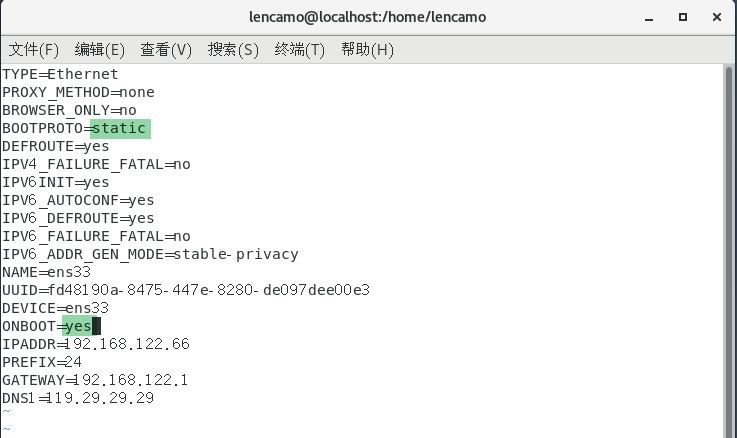 lencamo@localhost:/home/lencamo
文件(F) 编辑(E) 查看(V) 搜索(S) 终端(T) 帮助(H)
TYPE=Ethernet
PROXY_METHOD=none
BROWSER_ONLY=no
BOOTPROTO=static
DEFROUTE=yes
IPV4_FAILURE_FATAL=no
IPV6INIT=yes
IPV6_AUTOCONF=yes
IPV6_DEFROUTE=yes
IPV6_FAILURE_FATAL=no
IPV6_ADDR_GEN_MODE=stable-privacy
NAME=ens33
UUID=fd48190a-8475-447e-8280-de097dee00e3
DEVICE=ens33
ONBOOT=yes
IPADDR=192.168.122.66
PREFIX=24
GATEWAY=192.168.122.1
DNS1=119.29.29.29
~
~